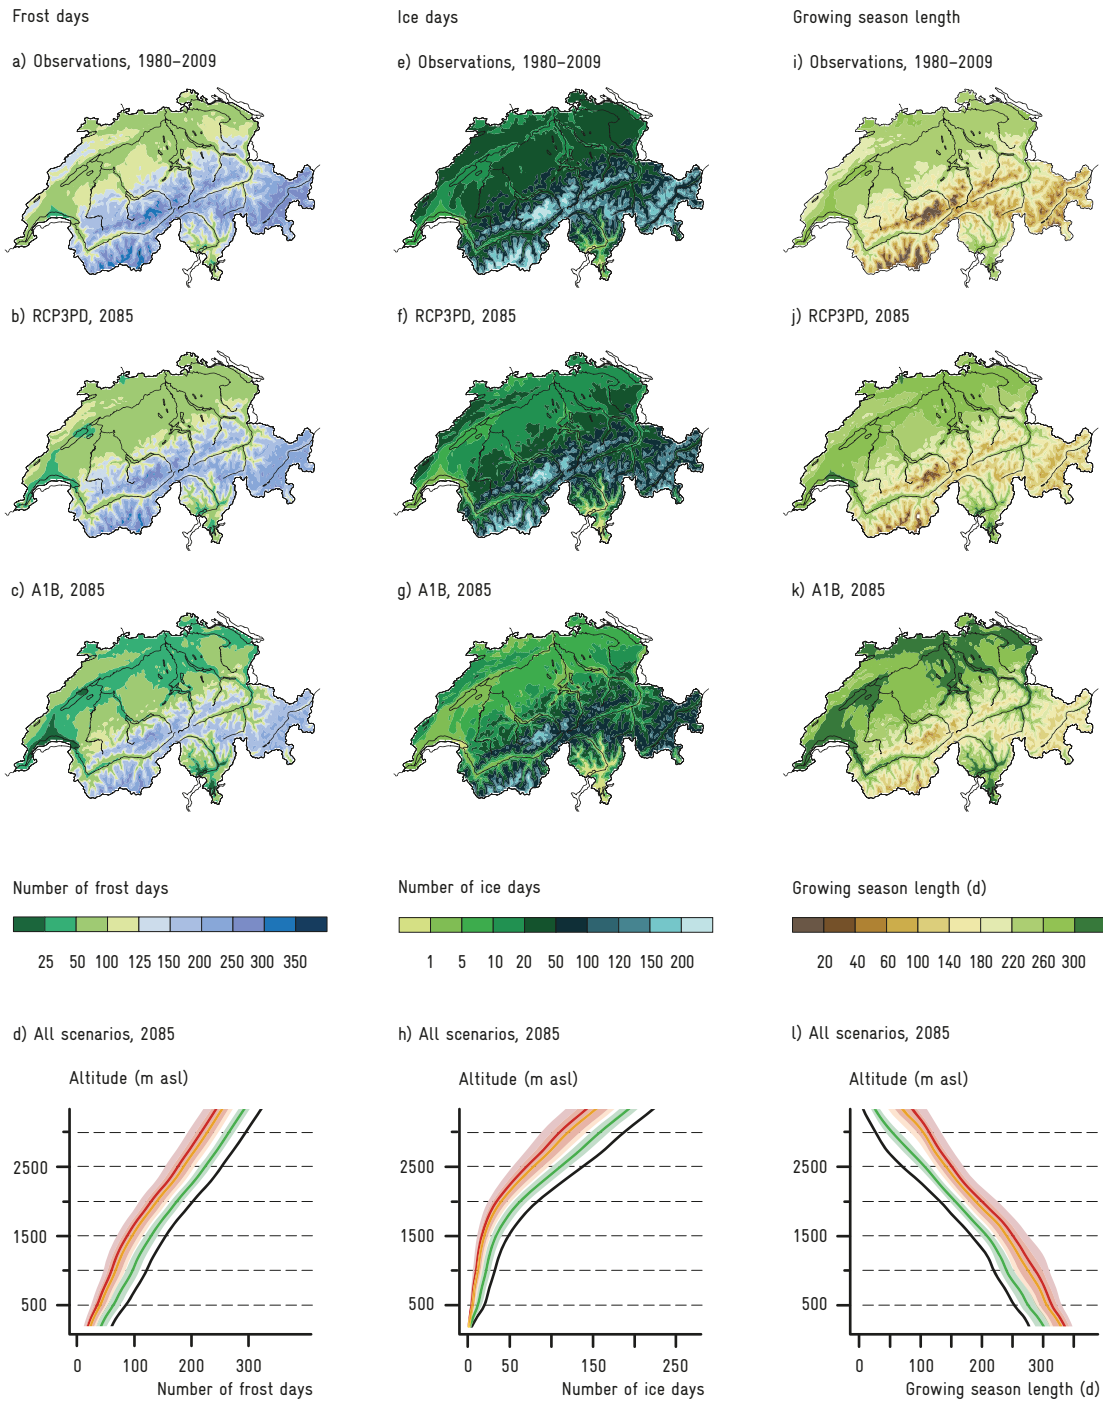 Frost days
Ice days
Growing season length
a) Observations, 1980–2009
e) Observations, 1980–2009
i) Observations, 1980–2009
b) RCP3PD, 2085
f) RCP3PD, 2085
j) RCP3PD, 2085
c) A1B, 2085
g) A1B, 2085
k) A1B, 2085
Number of frost days
25 50 100 125 150 200 250 300 350
Number of ice days
1 5 10 20 50 100 120 150 200
Growing season length (d)
20 40 60 100 140 180 220 260 300
d) All scenarios, 2085
Altitude (m asl)
2500
1500
500
0 100 200 300
Number of frost days
h) All scenarios, 2085
Altitude (m asl)
2500
1500
500
0 50 150 250
Number of ice days
l) All scenarios, 2085
Altitude (m asl)
2500
1500
500
0 100 200 300
Growing season length (d)